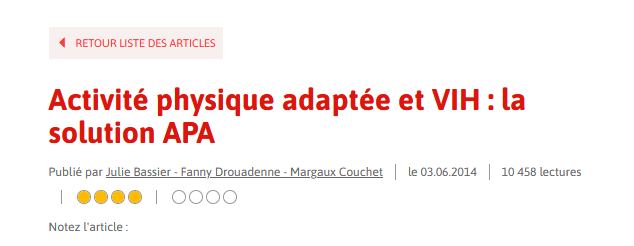 RETOUR LISTE DES ARTICLES
Activité physique adaptée et VIH : la
solution APA
Publié par Julie Bassier - Fanny Drouadenne - Margaux Couchet | le 03.06.2014 | 10 458 lectures
Notez l'article :